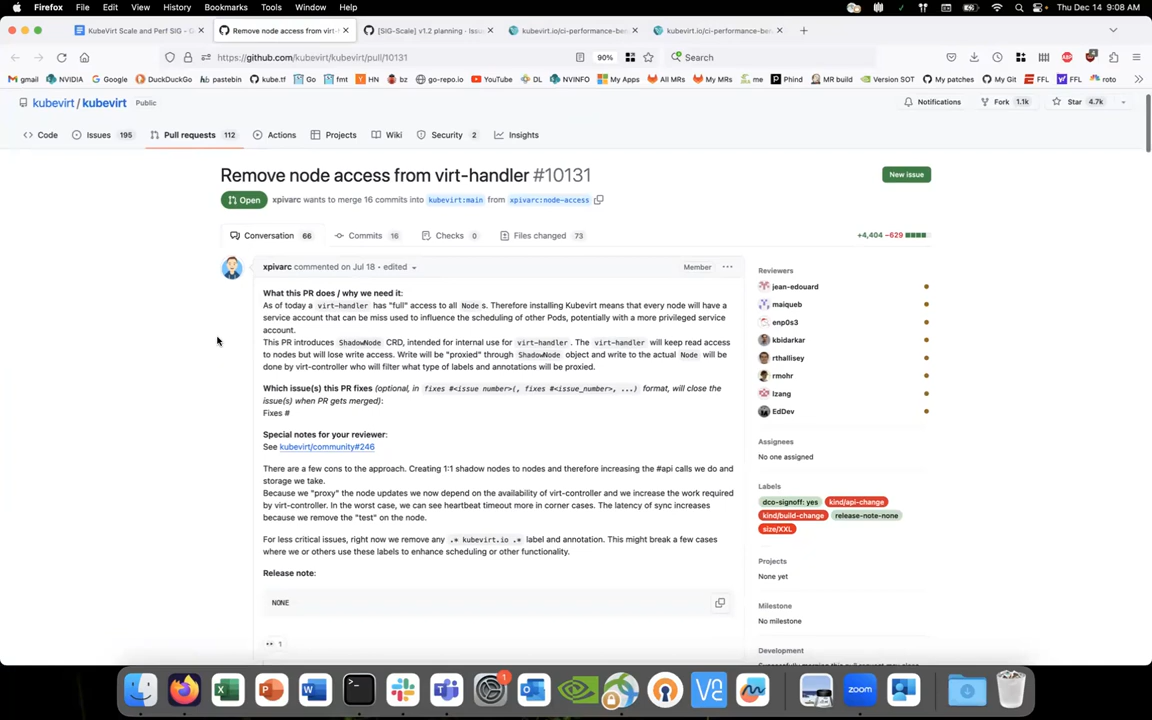 Firefox File Edit View History Bookmarks Tools Window Help Thu Dec 14 9:08 AM
KubeVirt Scale and Perf SIG - G Remove node access from virt-h [SIG-Scale] v1.2 planning · Issu kubevirt.io/ci-performance-ben kubevirt.io/ci-performance-ben
https://github.com/kubevirt/kubevirt/pull/10131 90% Search
gmail NVIDIA Google DuckDuckGo pastebin kube.tf Go fmt HN bz go-repo.io YouTube DL NVINFO My Apps All MRs My MRs me Phind MR build Version SOT My patches My Git FFL FFL roto
kubevirt / kubevirt Public Notifications Fork 1.1k Star 4.7k
Code Issues 195 Pull requests 112 Actions Projects Wiki Security 2 Insights
Remove node access from virt-handler #10131 New issue
Open xpivarc wants to merge 16 commits into kubevirt:main from xpivarc:node-access
Conversation 66 Commits 16 Checks 0 Files changed 73 +4,404 −629
xpivarc commented on Jul 18 • edited Member
What this PR does / why we need it:
As of today a virt-handler has "full" access to all Node s. Therefore installing Kubevirt means that every node will have a
service account that can be miss used to influence the scheduling of other Pods, potentially with a more privileged service
account.
This PR introduces ShadowNode CRD, intended for internal use for virt-handler. The virt-handler will keep read access
to nodes but will lose write access. Write will be "proxied" through ShadowNode object and write to the actual Node will be
done by virt-controller who will filter what type of labels and annotations will be proxied.
Which issue(s) this PR fixes (optional, in fixes #<issue number>(, fixes #<issue_number>, ...) format, will close the
issue(s) when PR gets merged):
Fixes #
Special notes for your reviewer:
See kubevirt/community#246
There are a few cons to the approach. Creating 1:1 shadow nodes to nodes and therefore increasing the #api calls we do and
storage we take.
Because we "proxy" the node updates we now depend on the availability of virt-controller and we increase the work required
by virt-controller. In the worst case, we can see heartbeat timeout more in corner cases. The latency of sync increases
because we remove the "test" on the node.
For less critical issues, right now we remove any .* kubevirt.io .* label and annotation. This might break a few cases
where we or others use these labels to enhance scheduling or other functionality.
Release note:
NONE
1
Reviewers
jean-edouard
maiqueb
enp0s3
kbidarkar
rthallisey
rmohr
lzang
EdDev
Assignees
No one assigned
Labels
dco-signoff: yes kind/api-change
kind/build-change release-note-none
size/XXL
Projects
None yet
Milestone
No milestone
Development
zoom